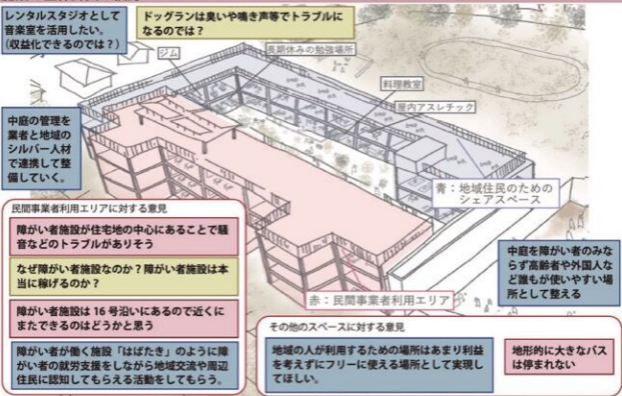 レンタルスタジオとして
音楽室を活用したい。
（収益化できるのでは？）
ドッグランは臭いや鳴き声等でトラブルに
なるのでは？
ジム
長期休みの勉強場所
料理教室
屋内アスレチック
中庭の管理を
業者と地域の
シルバー人材
で連携して整
備していく。
青：地域住民のための
シェアスペース
民間事業者利用エリアに対する意見
障がい者施設が住宅地の中心にあることで騒
音などのトラブルがありそう
なぜ障がい者施設なのか？障がい者施設は本
当に稼げるのか？
障がい者施設は 16 号沿いにあるので近くに
またできるのはどうかと思う
障がい者が働く施設「はばたき」のように障
がい者の就労支援をしながら地域交流や周辺
住民に認知してもらえる活動をしてもらう。
赤：民間事業者利用エリア
中庭を障がい者のみな
らず高齢者や外国人な
ど誰もが使いやすい場
所として整える
その他のスペースに対する意見
地域の人が利用するための場所はあまり利益
を考えずにフリーに使える場所として実現し
てほしい。
地形的に大きなバス
は停まれない